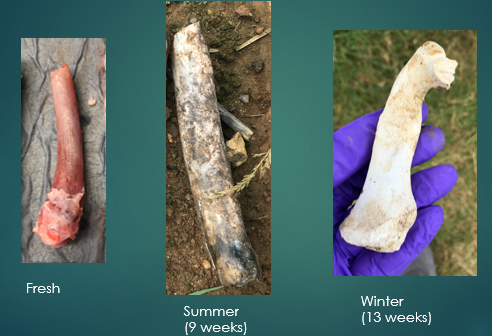 Fresh
Summer
(9 weeks)
Winter
(13 weeks)